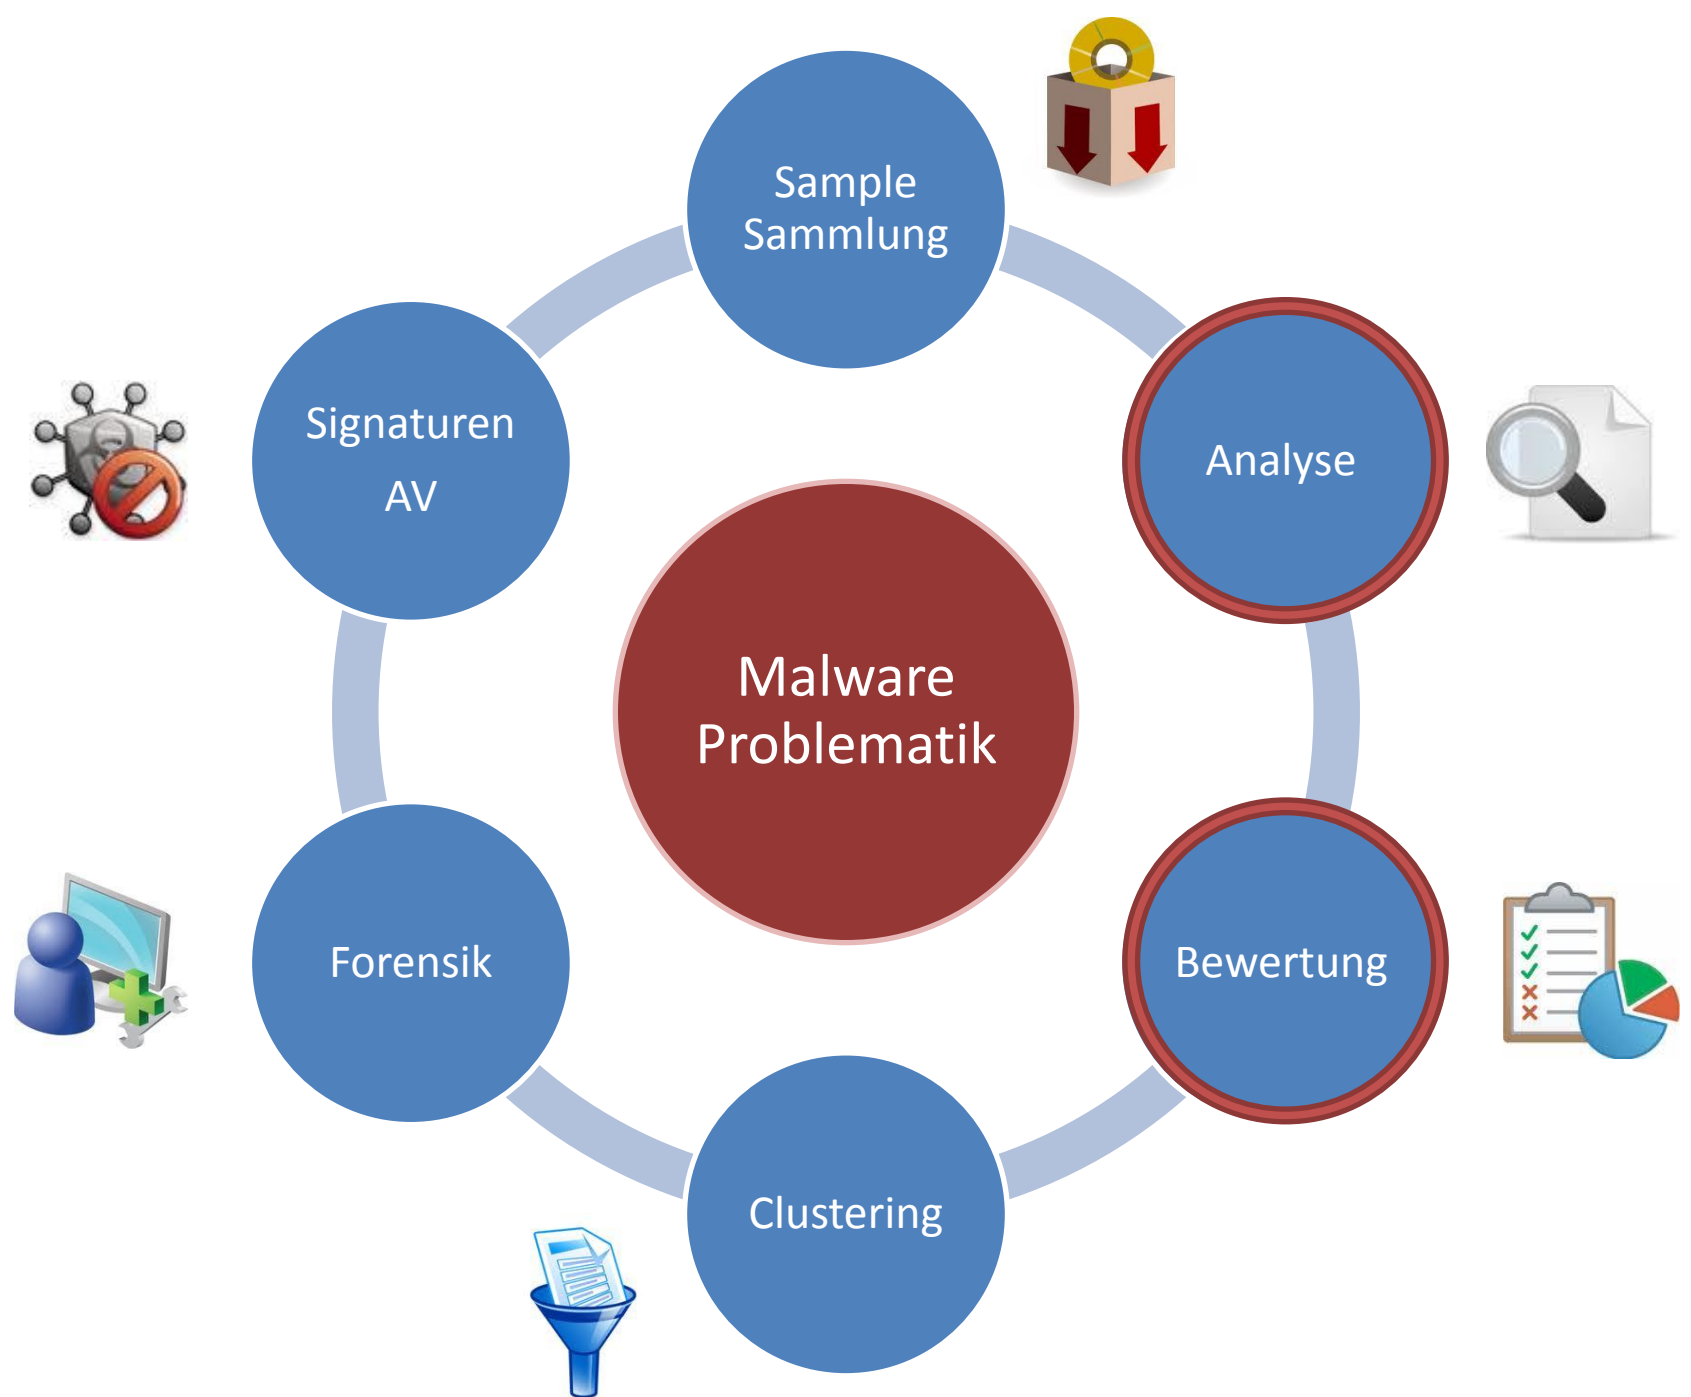 Sample
Sammlung
Analyse
Bewertung
Clustering
Forensik
Signaturen
AV
Malware
Problematik